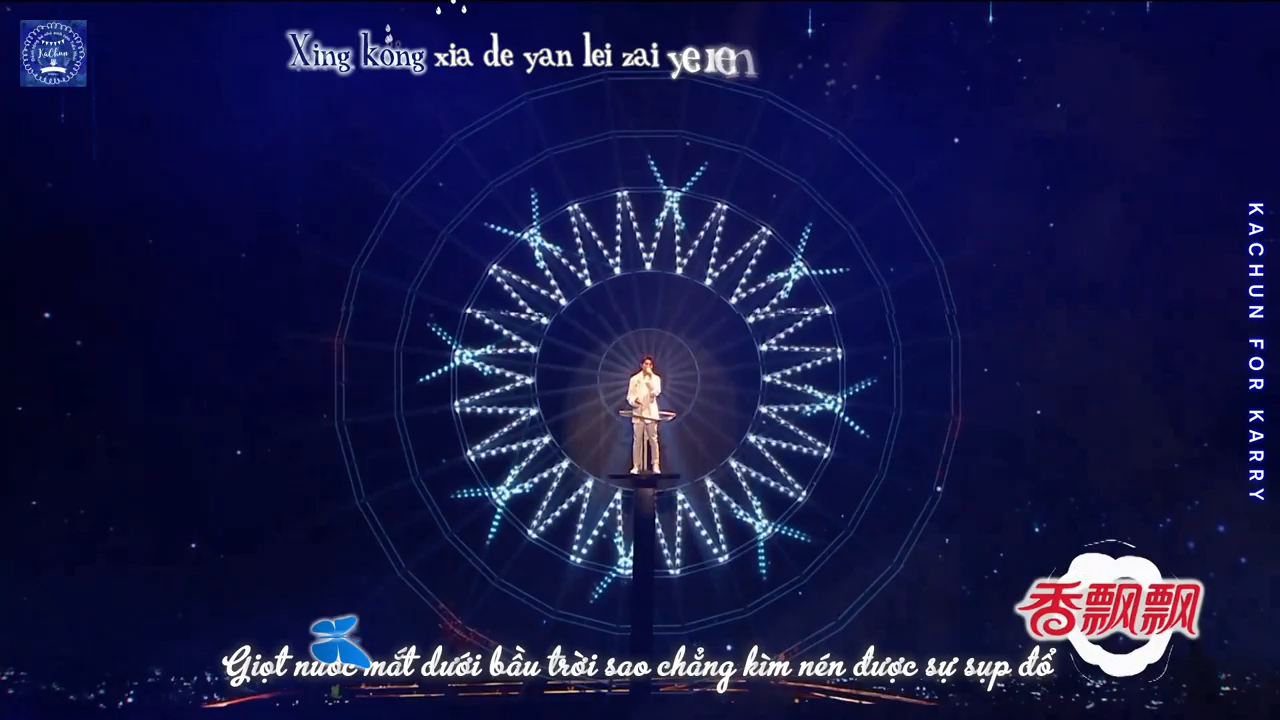 KaChun
Xing kong xia de yan lei zai
KACHUN FOR KARRY
香飘飘
Giọt nước mắt dưới bầu trời sao chẳng kìm nén được sự sụp đổ